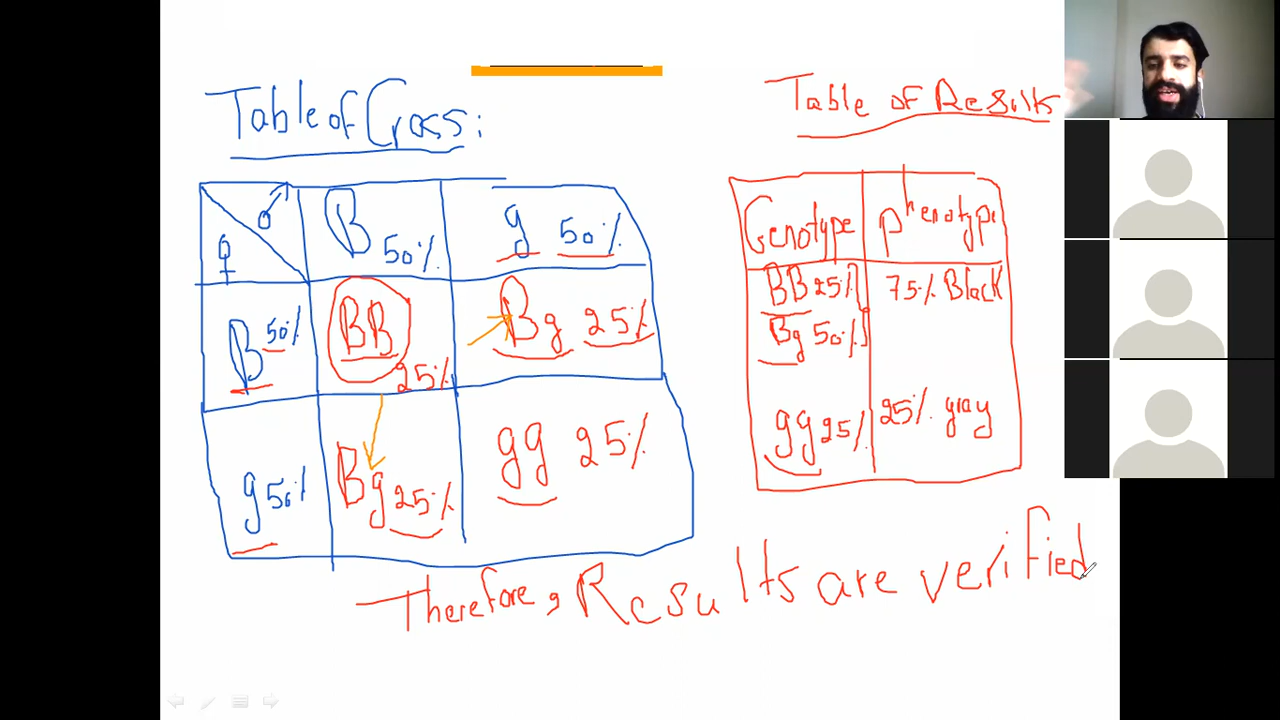 Table of Cross:
B 50%
g 50%
B 50%
BB 25%
Bg 25%
g 50%
Bg 25%
gg 25%
Table of Results
Genotype Phenotype
BB 25% 75% Black
Bg 50%
gg 25% 25% gray
Therefore, Results are verified